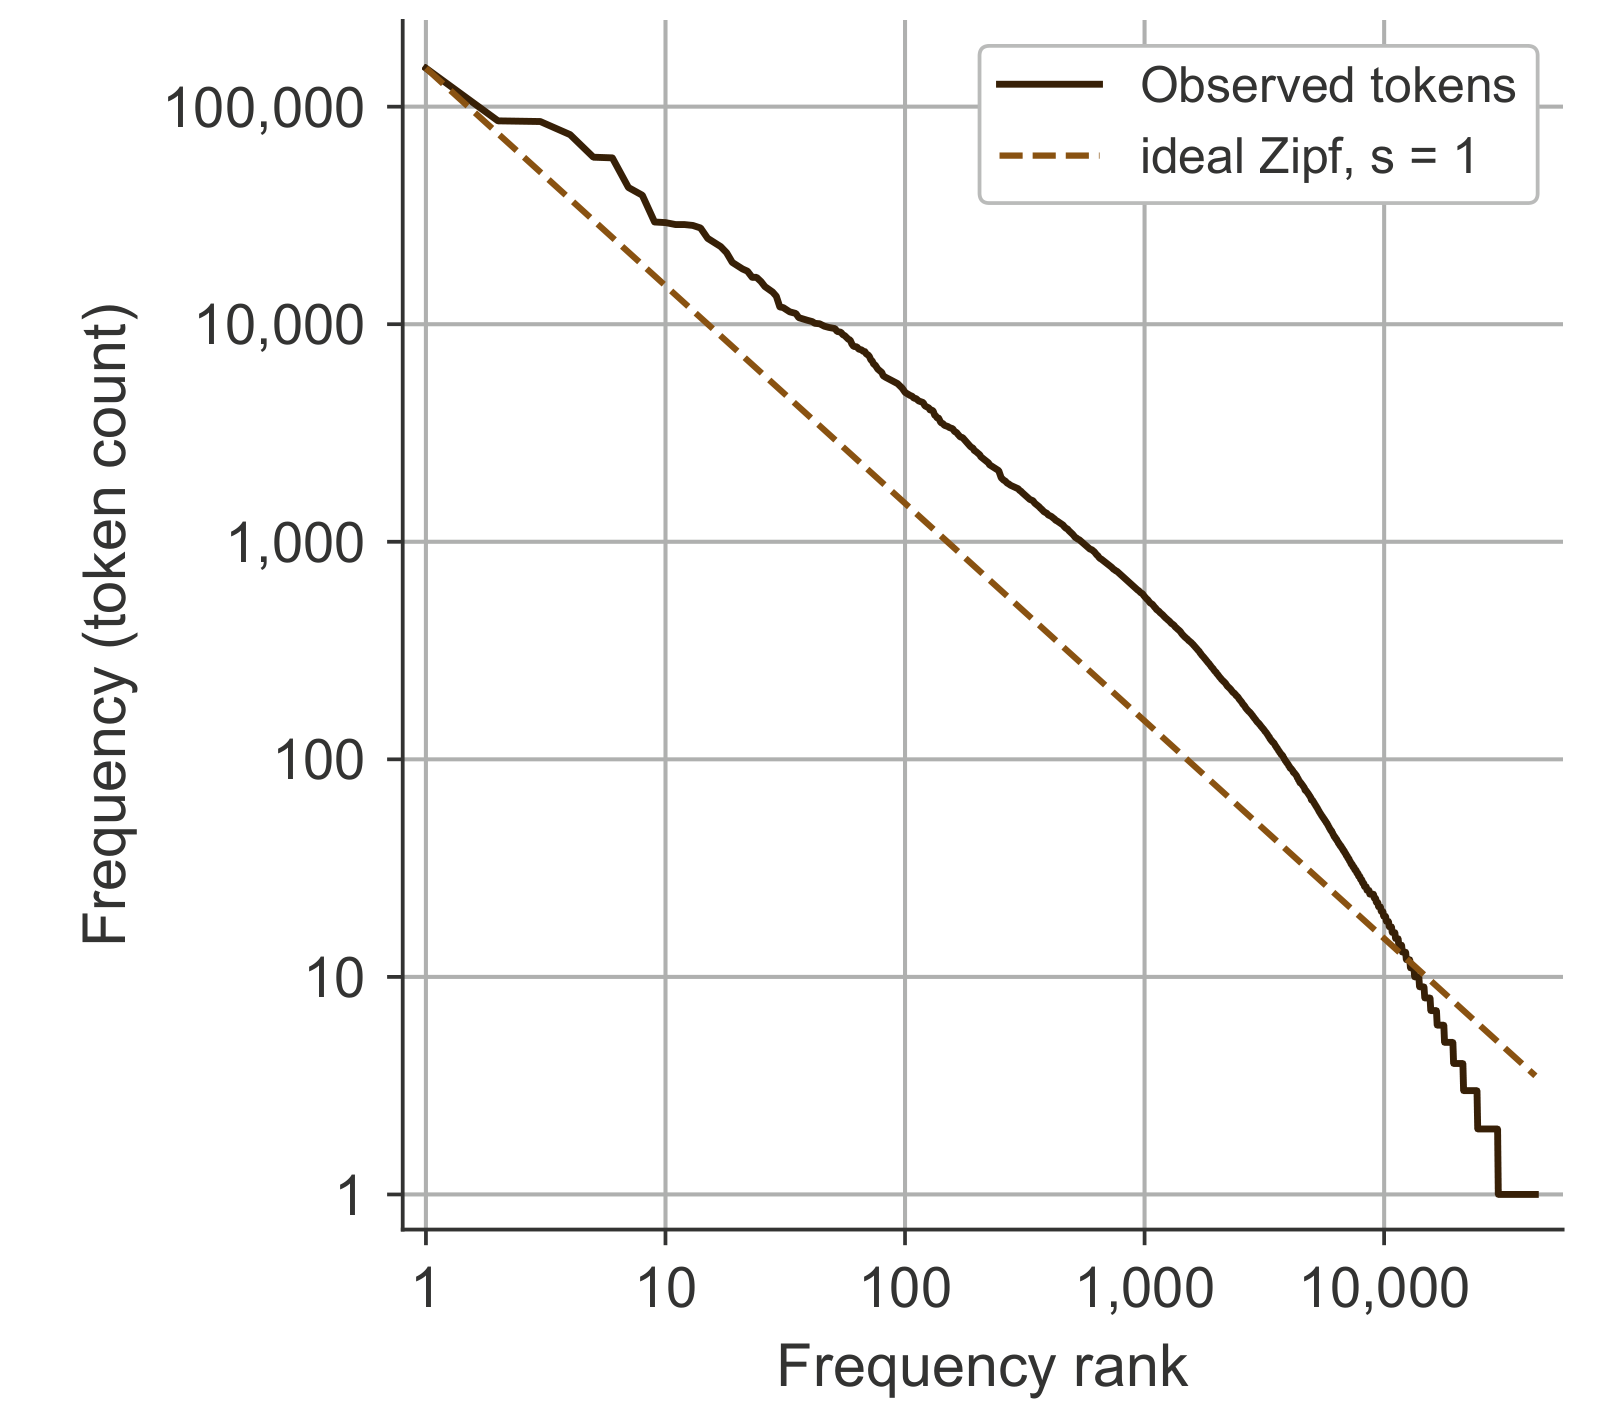 Observed tokens
ideal Zipf, s = 1
Frequency (token count)
100,000
10,000
1,000
100
10
1
1
10
100
1,000
10,000
Frequency rank